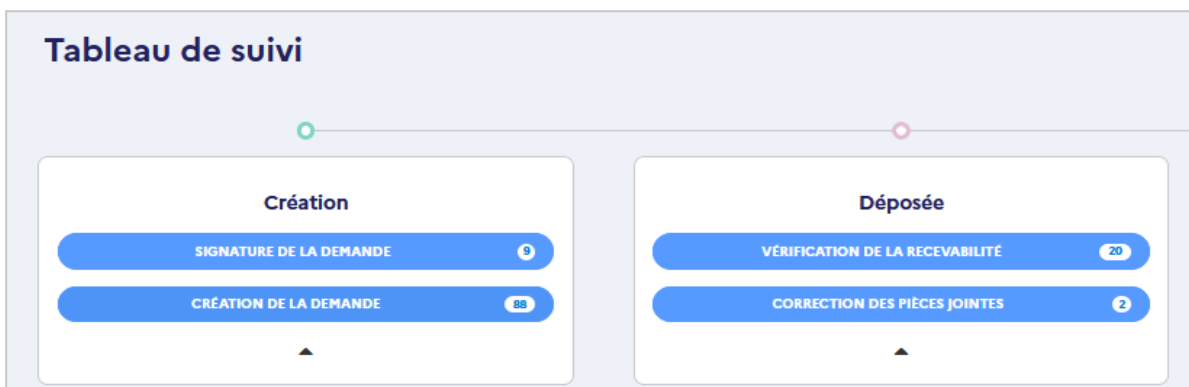 Tableau de suivi
Création
SIGNATURE DE LA DEMANDE 9
CRÉATION DE LA DEMANDE 88
Déposée
VÉRIFICATION DE LA RECEVABILITÉ 20
CORRECTION DES PIÈCES JOINTES 2